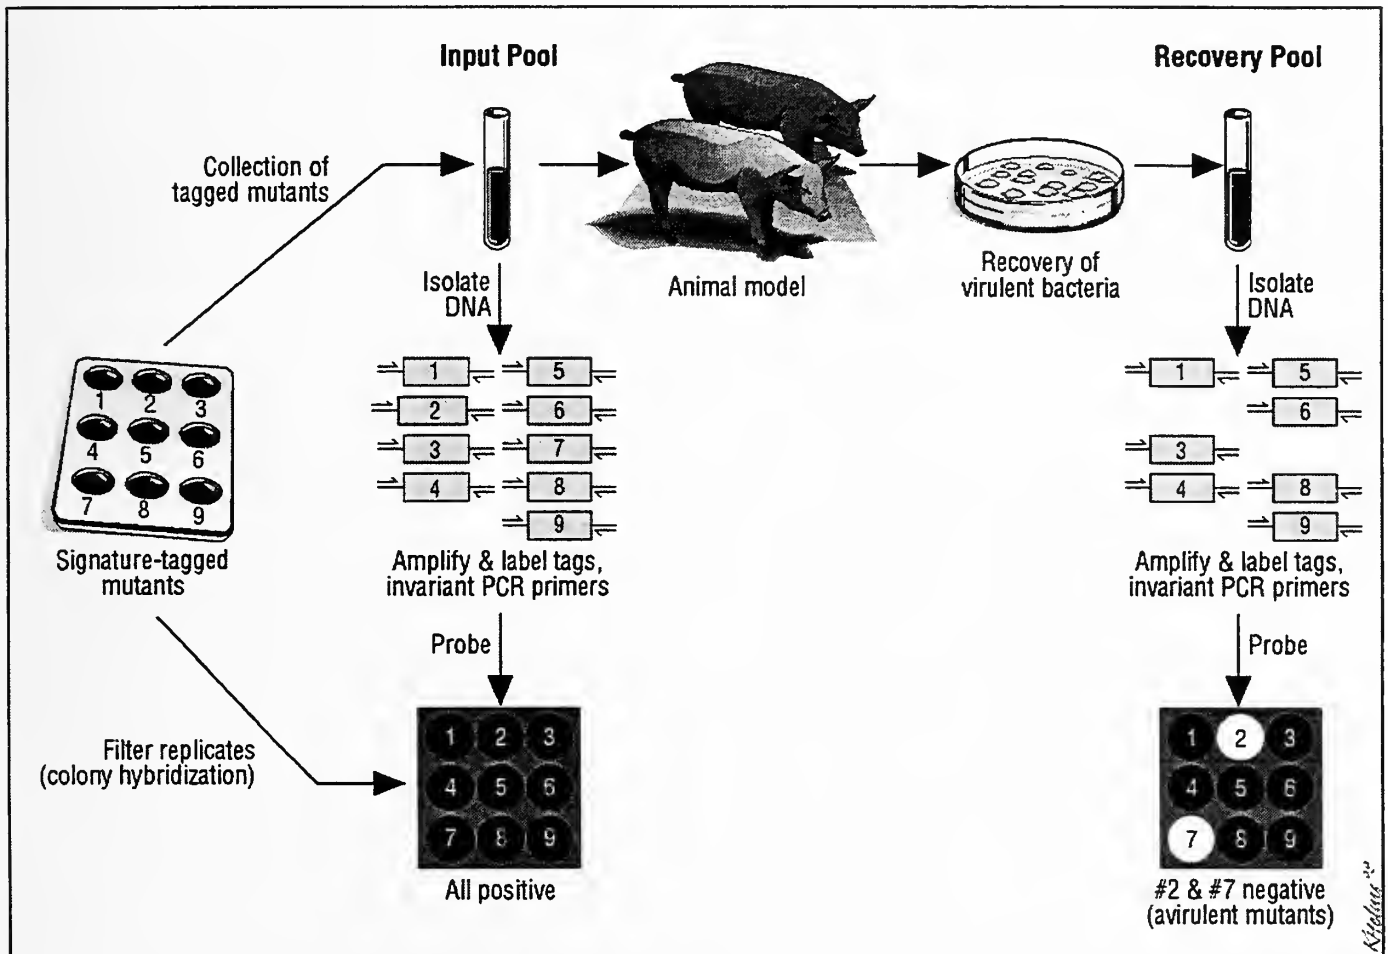 Input Pool
Recovery Pool
Collection of
tagged mutants
Animal model
Recovery of
virulent bacteria
Isolate
DNA
Isolate
DNA
1
2
3
4
5
6
7
8
9
Signature-tagged
mutants
1
5
2
6
3
7
4
8
9
1
5
6
3
4
8
9
Amplify & label tags,
invariant PCR primers
Amplify & label tags,
invariant PCR primers
Probe
Probe
Filter replicates
(colony hybridization)
1 2 3
4 5 6
7 8 9
1 2 3
4 5 6
7 8 9
All positive
#2 & #7 negative
(avirulent mutants)